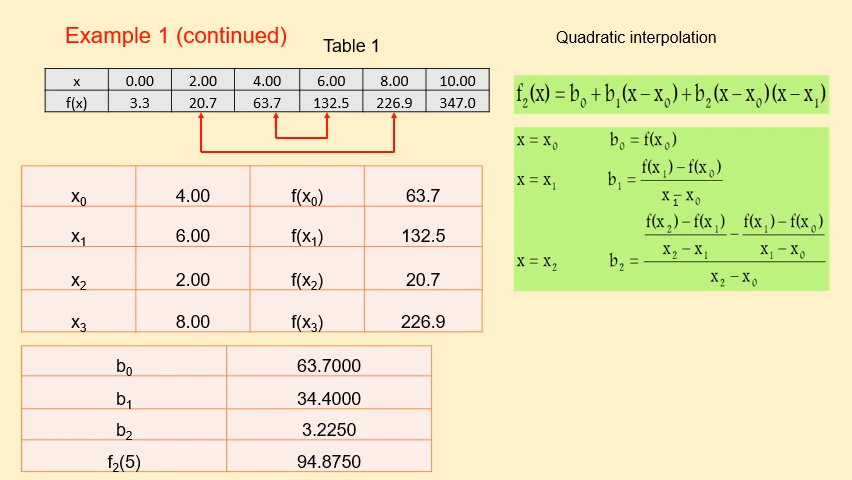 Example 1 (continued)
Table 1
Quadratic interpolation
x 0.00 2.00 4.00 6.00 8.00 10.00
f(x) 3.3 20.7 63.7 132.5 226.9 347.0
f₂(x) = b₀ + b₁(x − x₀) + b₂(x − x₀)(x − x₁)
x = x₀ b₀ = f(x₀)
x = x₁ b₁ = (f(x₁) − f(x₀)) / (x₁ − x₀)
x = x₂ b₂ = ((f(x₂) − f(x₁)) / (x₂ − x₁) − (f(x₁) − f(x₀)) / (x₁ − x₀)) / (x₂ − x₀)
x₀ 4.00 f(x₀) 63.7
x₁ 6.00 f(x₁) 132.5
x₂ 2.00 f(x₂) 20.7
x₃ 8.00 f(x₃) 226.9
b₀ 63.7000
b₁ 34.4000
b₂ 3.2250
f₂(5) 94.8750